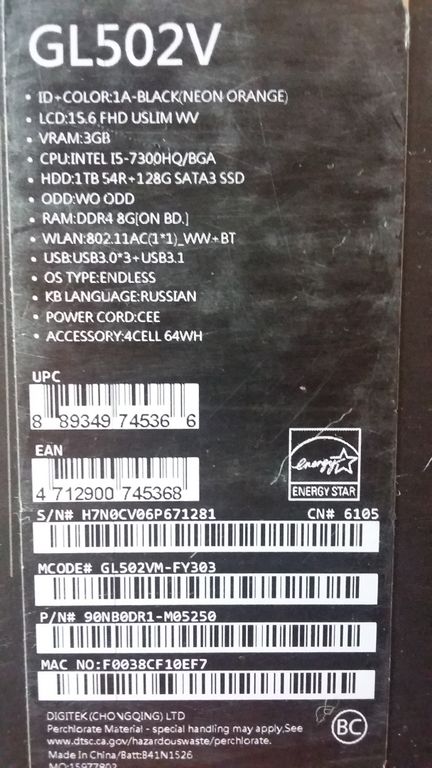 GL502V
• ID+COLOR:1A-BLACK(NEON ORANGE)
• LCD:15.6 FHD USLIM WV
• VRAM:3GB
• CPU:INTEL I5-7300HQ/BGA
• HDD:1TB 54R+128G SATA3 SSD
• ODD:WO ODD
• RAM:DDR4 8G[ON BD.]
• WLAN:802.11AC(1*1)_WW+BT
• USB:USB3.0*3+USB3.1
• OS TYPE:ENDLESS
• KB LANGUAGE:RUSSIAN
• POWER CORD:CEE
• ACCESSORY:4CELL 64WH
UPC
8 89349 74536 6
EAN
4 712900 745368
energy
ENERGY STAR
S/N# H7N0CV06P671281 CN# 6105
MCODE# GL502VM-FY303
P/N# 90NB0DR1-M05250
MAC NO:F0038CF10EF7
DIGITEK(CHONGQING) LTD
Perchlorate Material - special handling may apply.See
www.dtsc.ca.gov/hazardouswaste/perchlorate.
Made In China/Batt:B41N1526
MO:15977802
BC